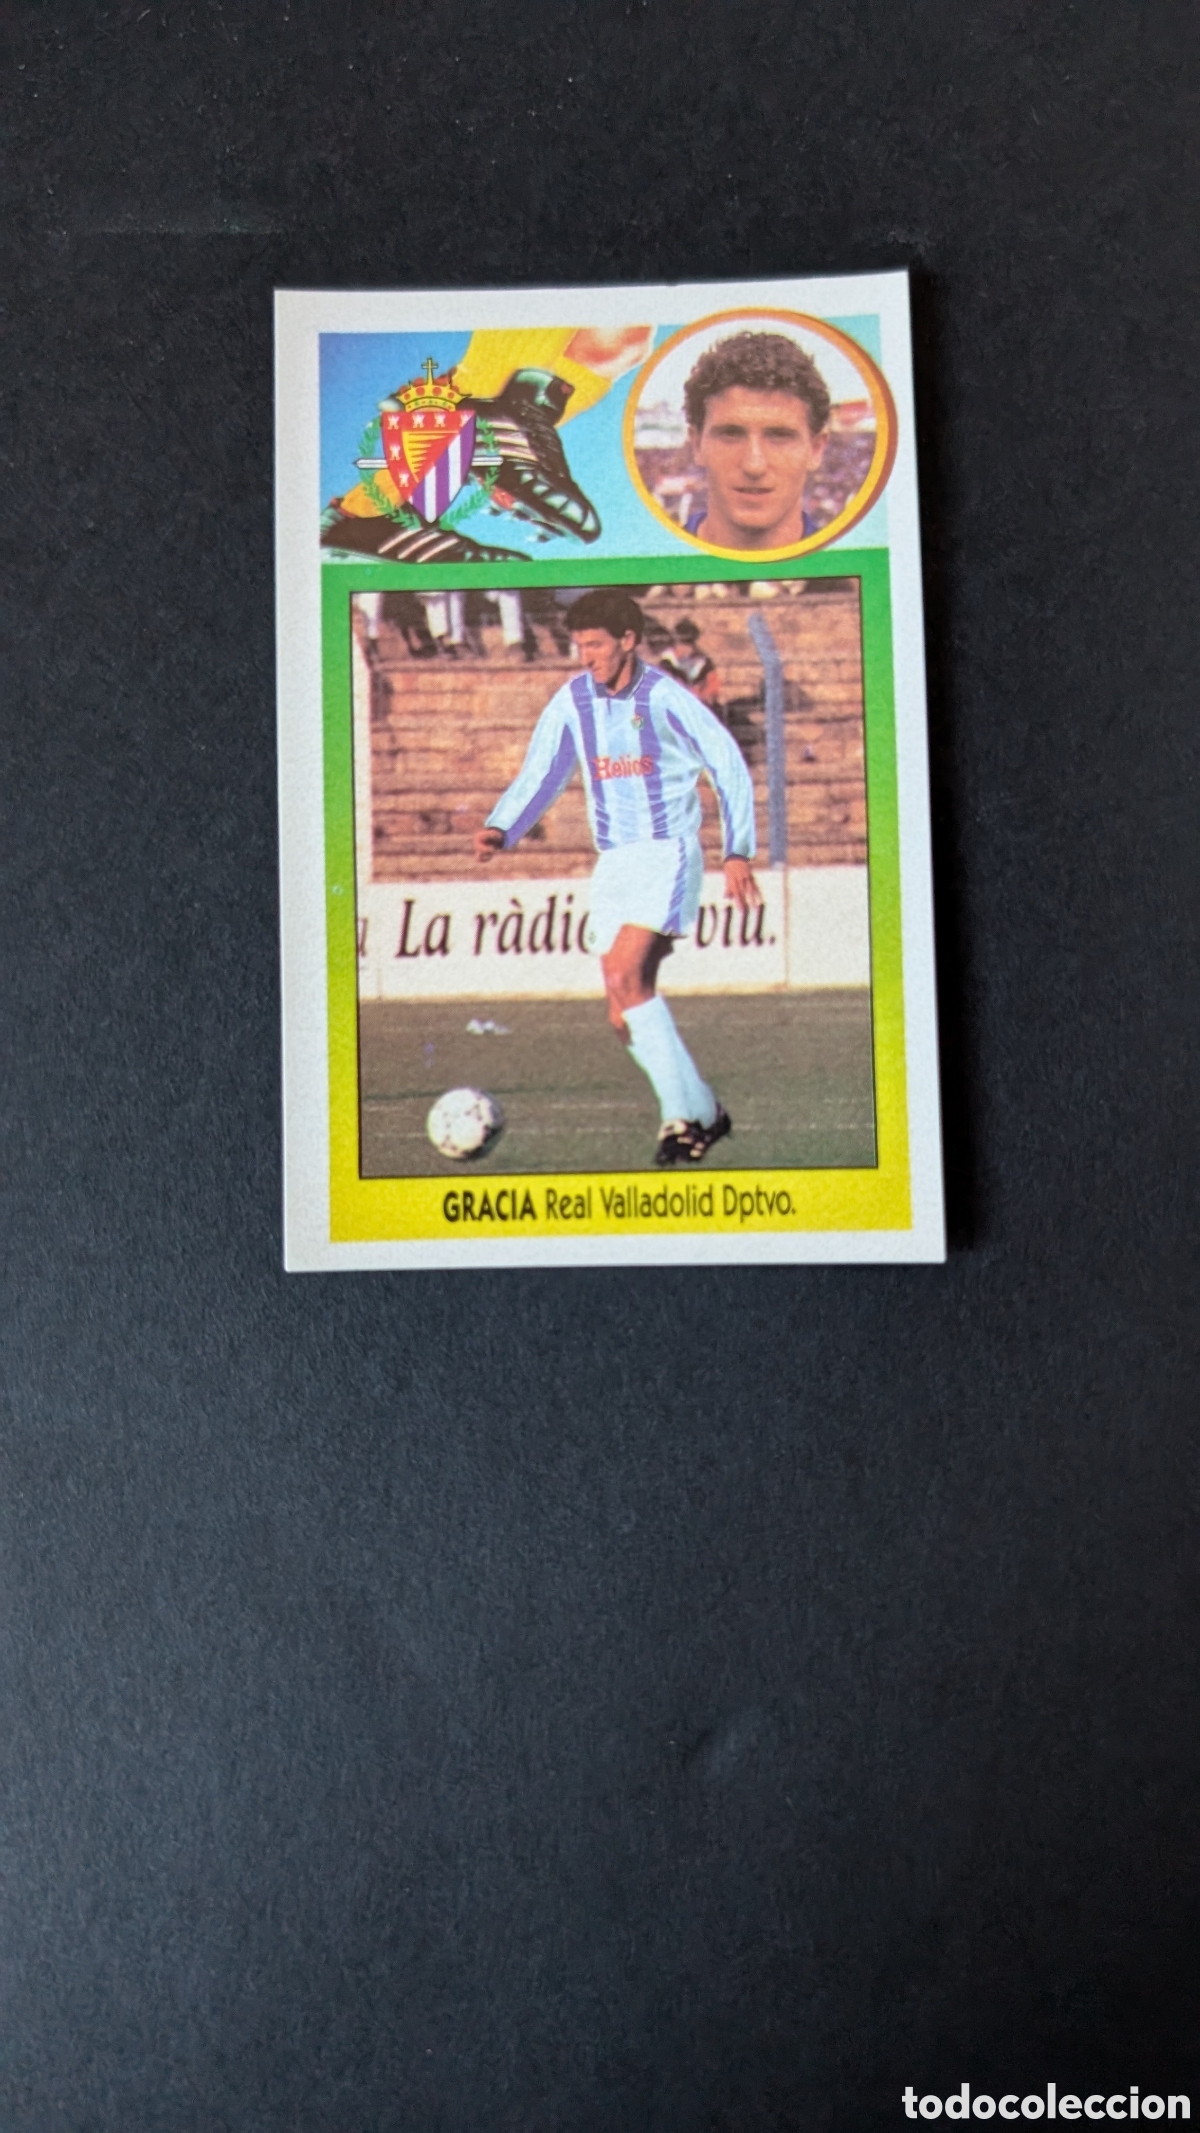 Helios
La ràdio viu.
GRACIA Real Valladolid Dptvo.
todocoleccion